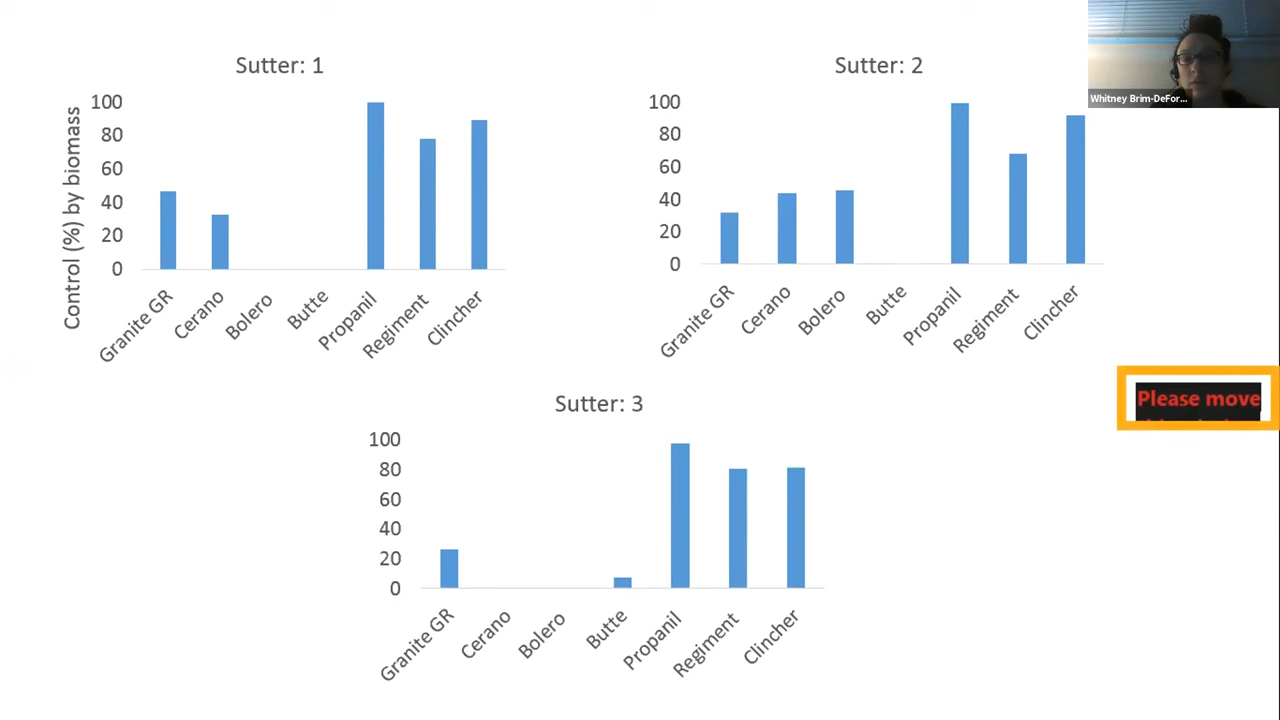 Sutter: 1
Control (%) by biomass
100
80
60
40
20
0
Granite GR
Cerano
Bolero
Butte
Propanil
Regiment
Clincher
Sutter: 2
100
80
60
40
20
0
Granite GR
Cerano
Bolero
Butte
Propanil
Regiment
Clincher
Whitney Brim-DeFor...
Please move
Sutter: 3
100
80
60
40
20
0
Granite GR
Cerano
Bolero
Butte
Propanil
Regiment
Clincher